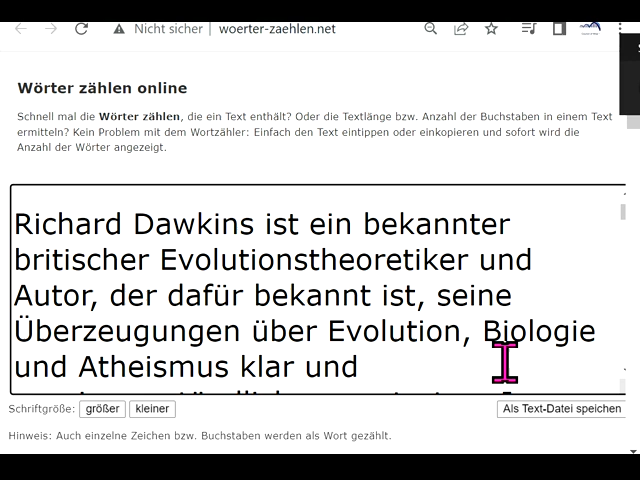 Nicht sicher | woerter-zaehlen.net
Wörter zählen online
Schnell mal die Wörter zählen, die ein Text enthält? Oder die Textlänge bzw. Anzahl der Buchstaben in einem Text
ermitteln? Kein Problem mit dem Wortzähler: Einfach den Text eintippen oder einkopieren und sofort wird die
Anzahl der Wörter angezeigt.
Richard Dawkins ist ein bekannter
britischer Evolutionstheoretiker und
Autor, der dafür bekannt ist, seine
Überzeugungen über Evolution, Biologie
und Atheismus klar und
Schriftgröße: größer kleiner Als Text-Datei speichen
Hinweis: Auch einzelne Zeichen bzw. Buchstaben werden als Wort gezählt.